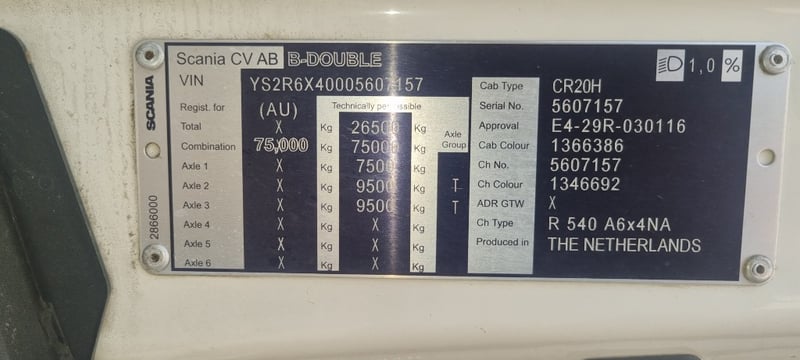 Scania CV AB B-DOUBLE
1,0 %
VIN YS2R6X40005607157
Regist. for (AU) Technically permissible
Total X Kg 26500 Kg
Combination 75,000 Kg 75000 Kg
Axle Group
Axle 1 X Kg 7500 Kg
Axle 2 X Kg 9500 Kg T
Axle 3 X Kg 9500 Kg T
Axle 4 X Kg X Kg
Axle 5 X Kg X Kg
Axle 6 X Kg X Kg
Cab Type CR20H
Serial No. 5607157
Approval E4-29R-030116
Cab Colour 1366386
Ch No. 5607157
Ch Colour 1346692
ADR GTW X
Ch Type R 540 A6x4NA
Produced in THE NETHERLANDS
SCANIA
2866000